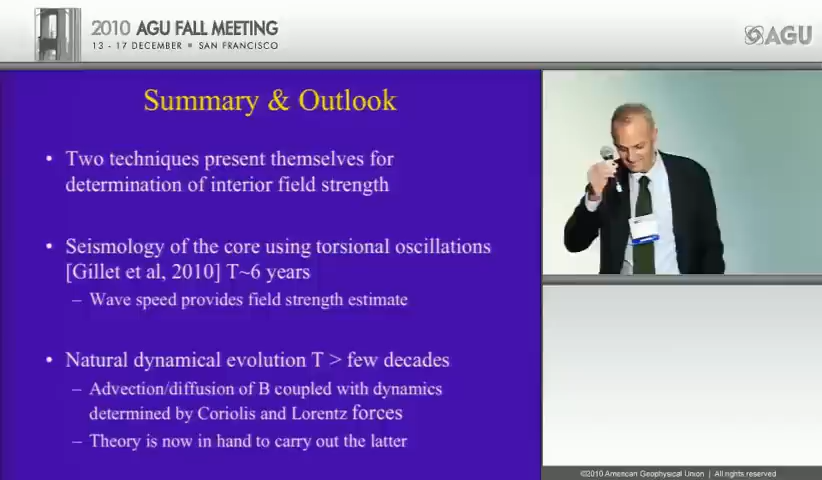 2010 AGU FALL MEETING
13 - 17 DECEMBER SAN FRANCISCO
AGU
Summary & Outlook
• Two techniques present themselves for
determination of interior field strength
• Seismology of the core using torsional oscillations
[Gillet et al, 2010] T~6 years
– Wave speed provides field strength estimate
• Natural dynamical evolution T > few decades
– Advection/diffusion of B coupled with dynamics
determined by Coriolis and Lorentz forces
– Theory is now in hand to carry out the latter
©2010 American Geophysical Union | All rights reserved